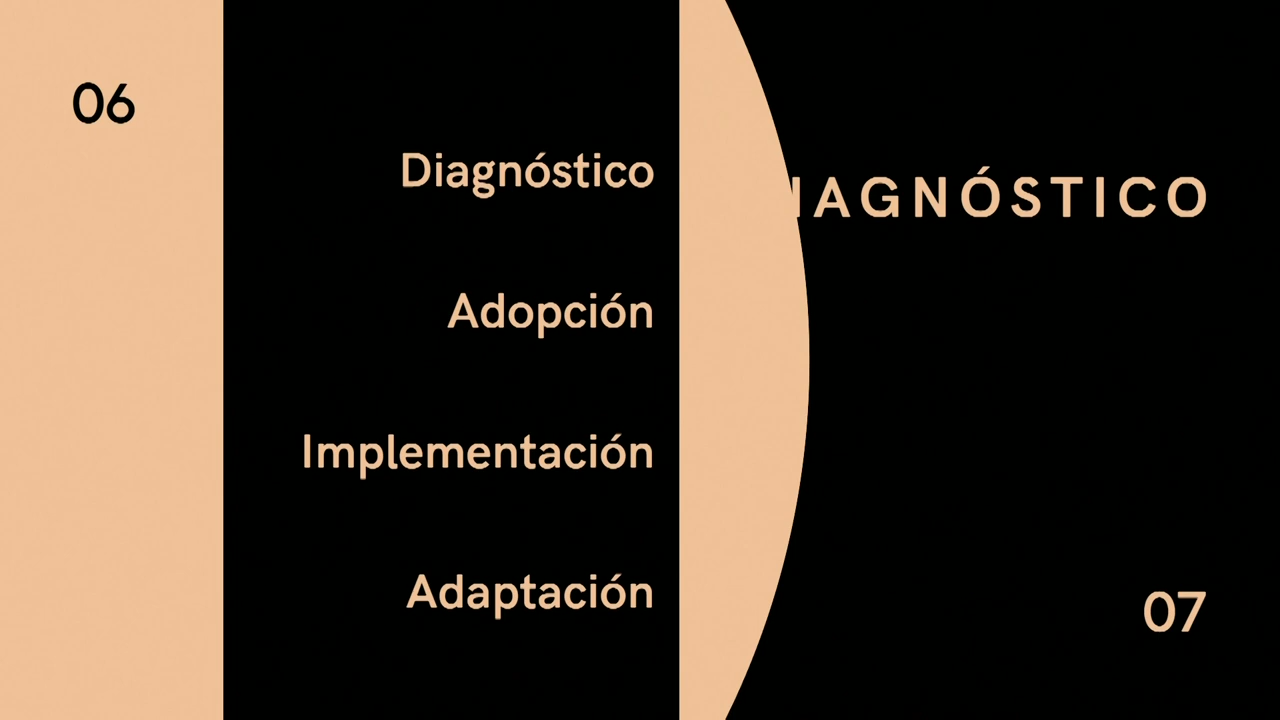 06
Diagnóstico
Adopción
Implementación
Adaptación
IAGNÓSTICO
07